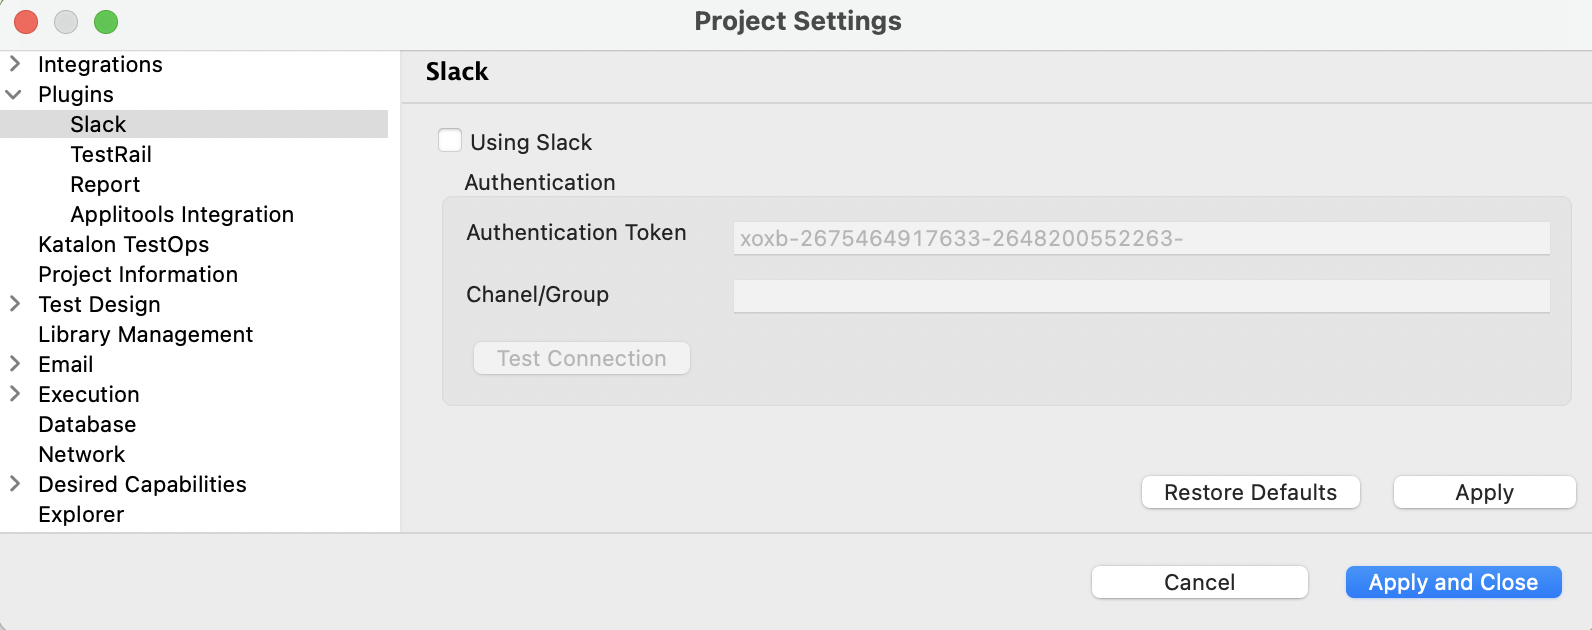 Project Settings
Integrations
Plugins
Slack
TestRail
Report
Applitools Integration
Katalon TestOps
Project Information
Test Design
Library Management
Email
Execution
Database
Network
Desired Capabilities
Explorer
Slack
Using Slack
Authentication
Authentication Token xoxb-2675464917633-2648200552263-
Chanel/Group
Test Connection
Restore Defaults Apply
Cancel Apply and Close